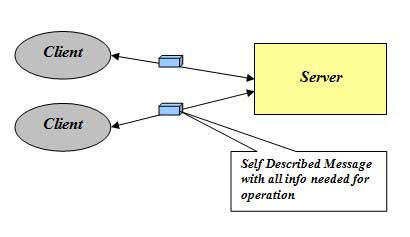 Client
Server
Client
Self Described Message
with all info needed for
operation